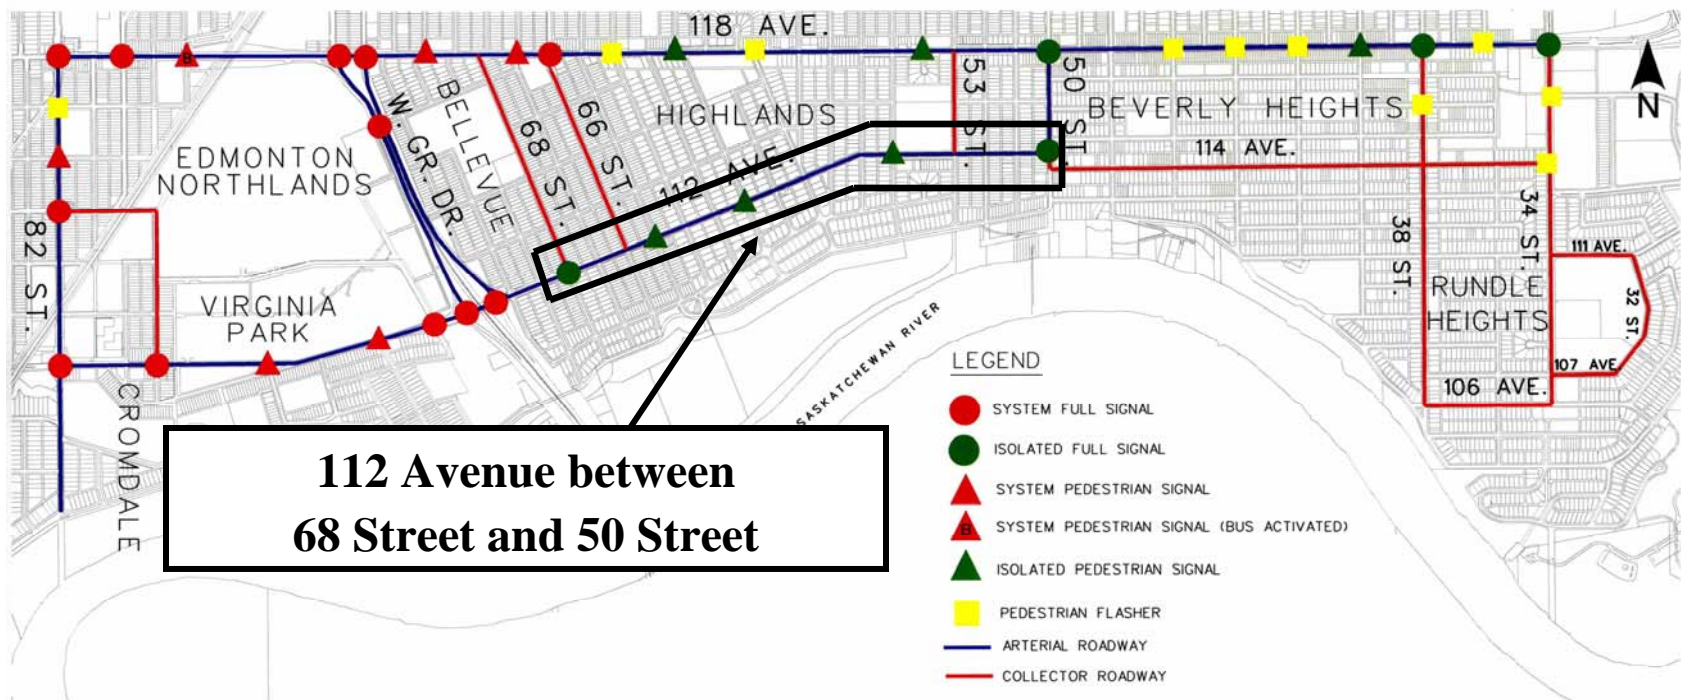 118 AVE.
B
53 ST.
50 ST.
BELLEVUE
W. GR. DR.
68 ST.
66 ST.
HIGHLANDS
BEVERLY HEIGHTS
N
EDMONTON
NORTHLANDS
112 AVE.
114 AVE.
82 ST.
38 ST.
34 ST.
111 AVE.
32 ST.
VIRGINIA
PARK
RUNDLE
HEIGHTS
SASKATCHEWAN RIVER
107 AVE.
106 AVE.
CROMDALE
112 Avenue between
68 Street and 50 Street
LEGEND
SYSTEM FULL SIGNAL
ISOLATED FULL SIGNAL
SYSTEM PEDESTRIAN SIGNAL
B
SYSTEM PEDESTRIAN SIGNAL (BUS ACTIVATED)
ISOLATED PEDESTRIAN SIGNAL
PEDESTRIAN FLASHER
ARTERIAL ROADWAY
COLLECTOR ROADWAY